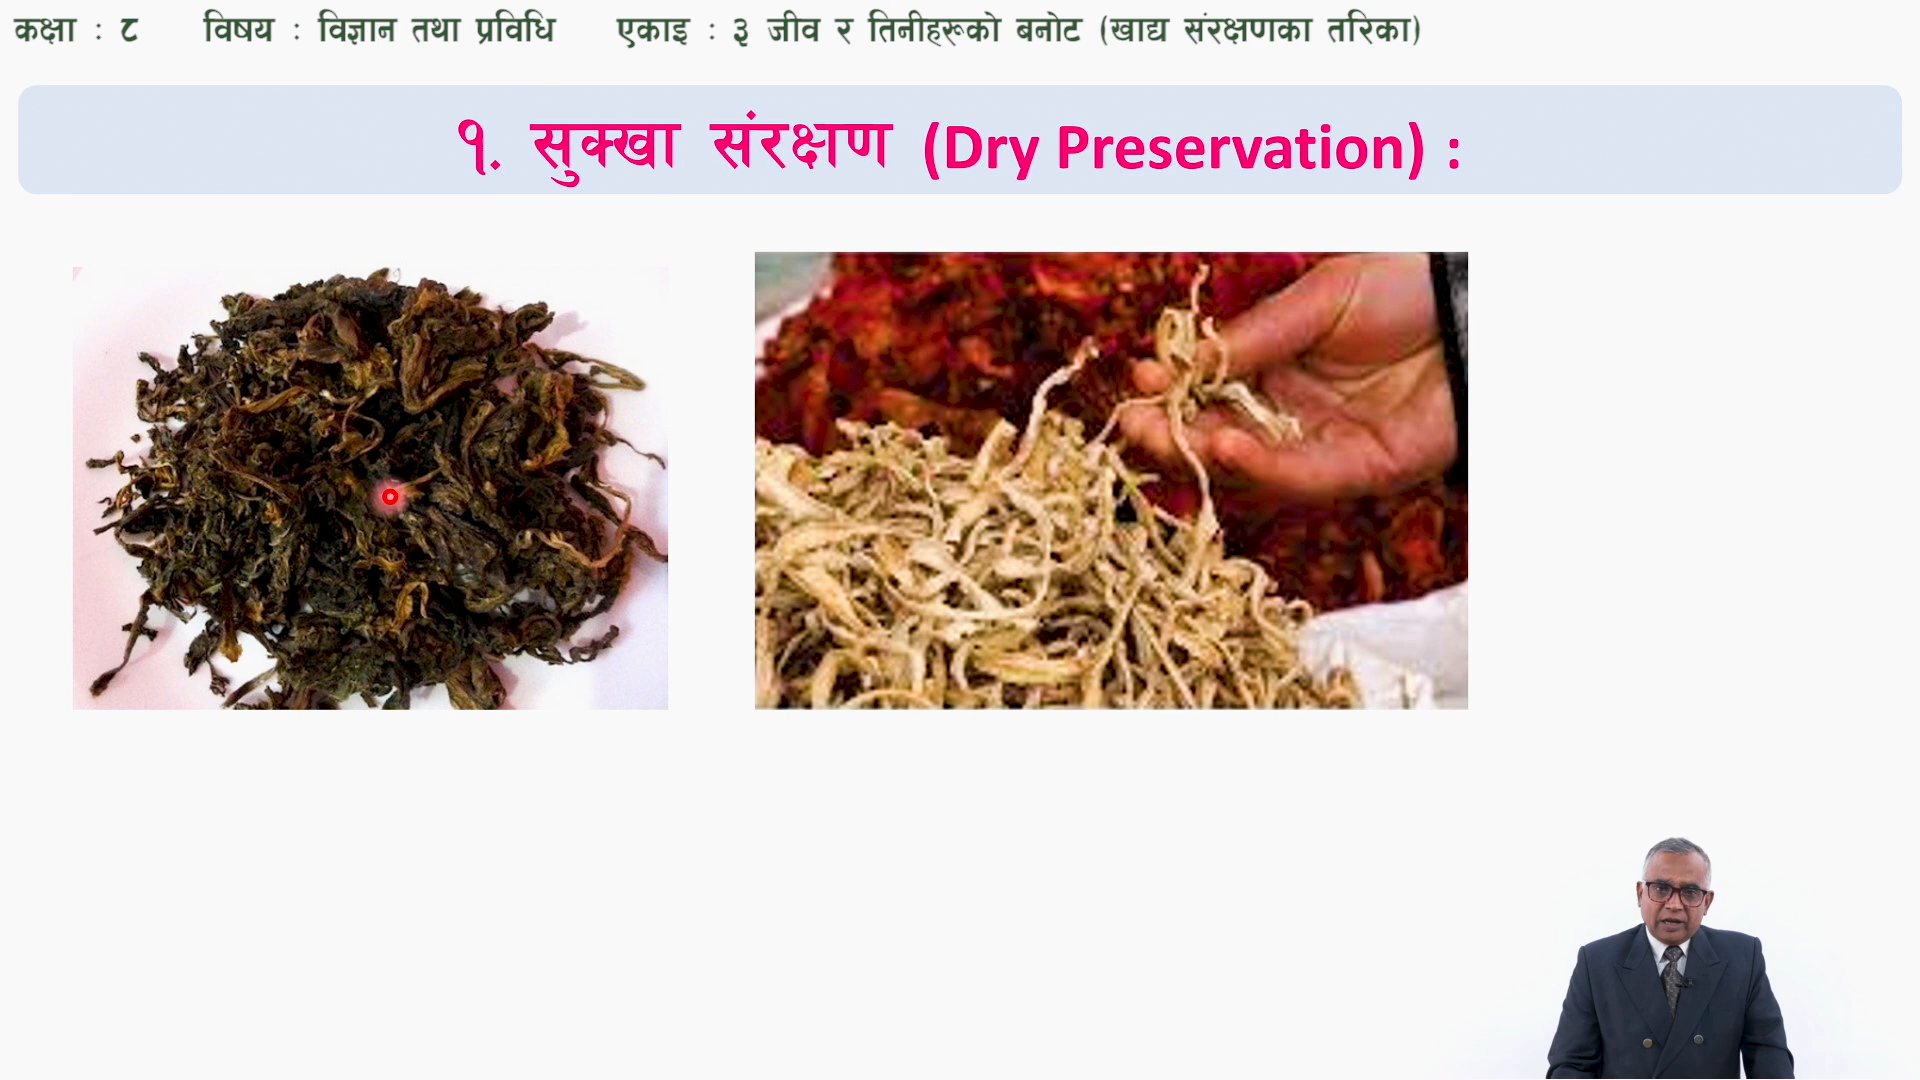 कक्षा : ८ विषय : विज्ञान तथा प्रविधि एकाइ : ३ जीव र तिनीहरूको बनोट (खाद्य संरक्षणका तरिका)
१. सुक्खा संरक्षण (Dry Preservation) :